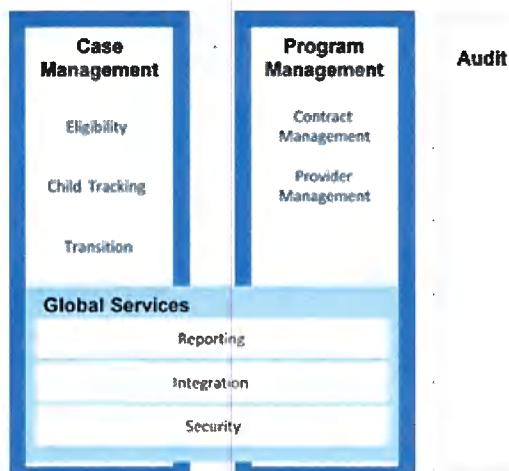 Case
Management
Eligibility
Child Tracking
Transition
Program
Management
Contract
Management
Provider
Management
Audit
Global Services
Reporting
Integration
Security